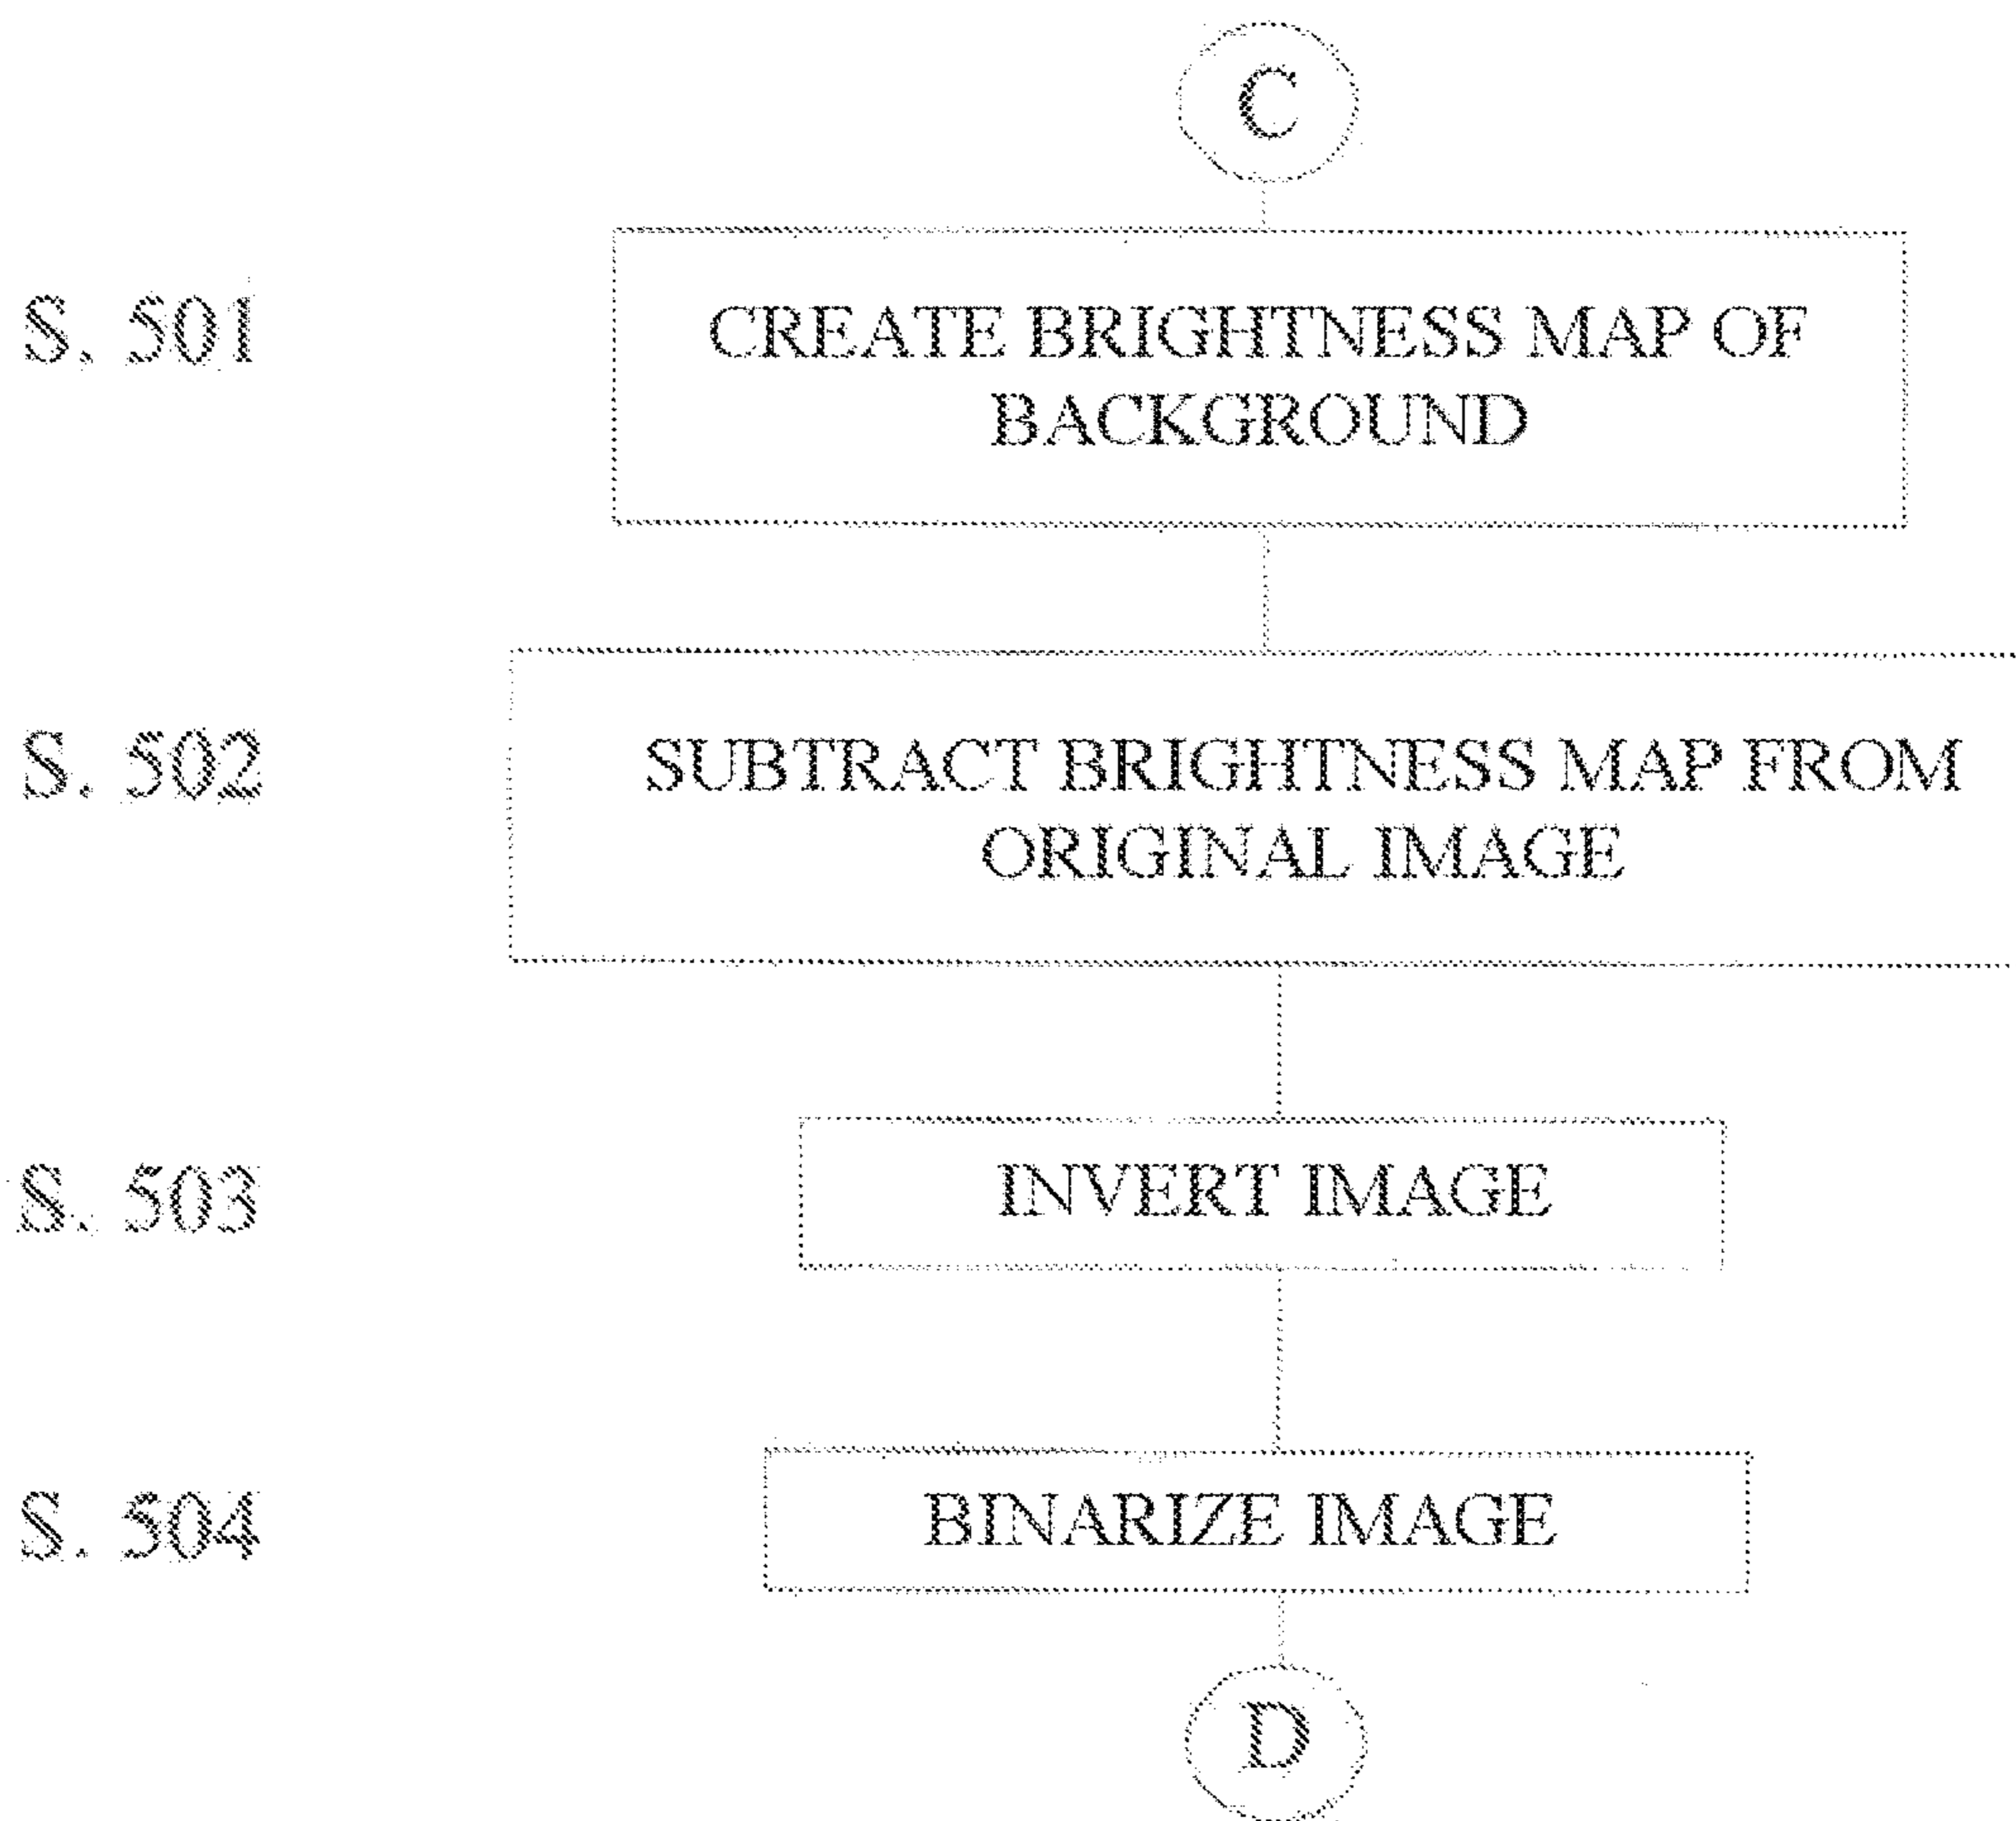 C
S. 501
CREATE BRIGHTNESS MAP OF
BACKGROUND
S. 502
SUBTRACT BRIGHTNESS MAP FROM
ORIGINAL IMAGE
S. 503
INVERT IMAGE
S. 504
BINARIZE IMAGE
D